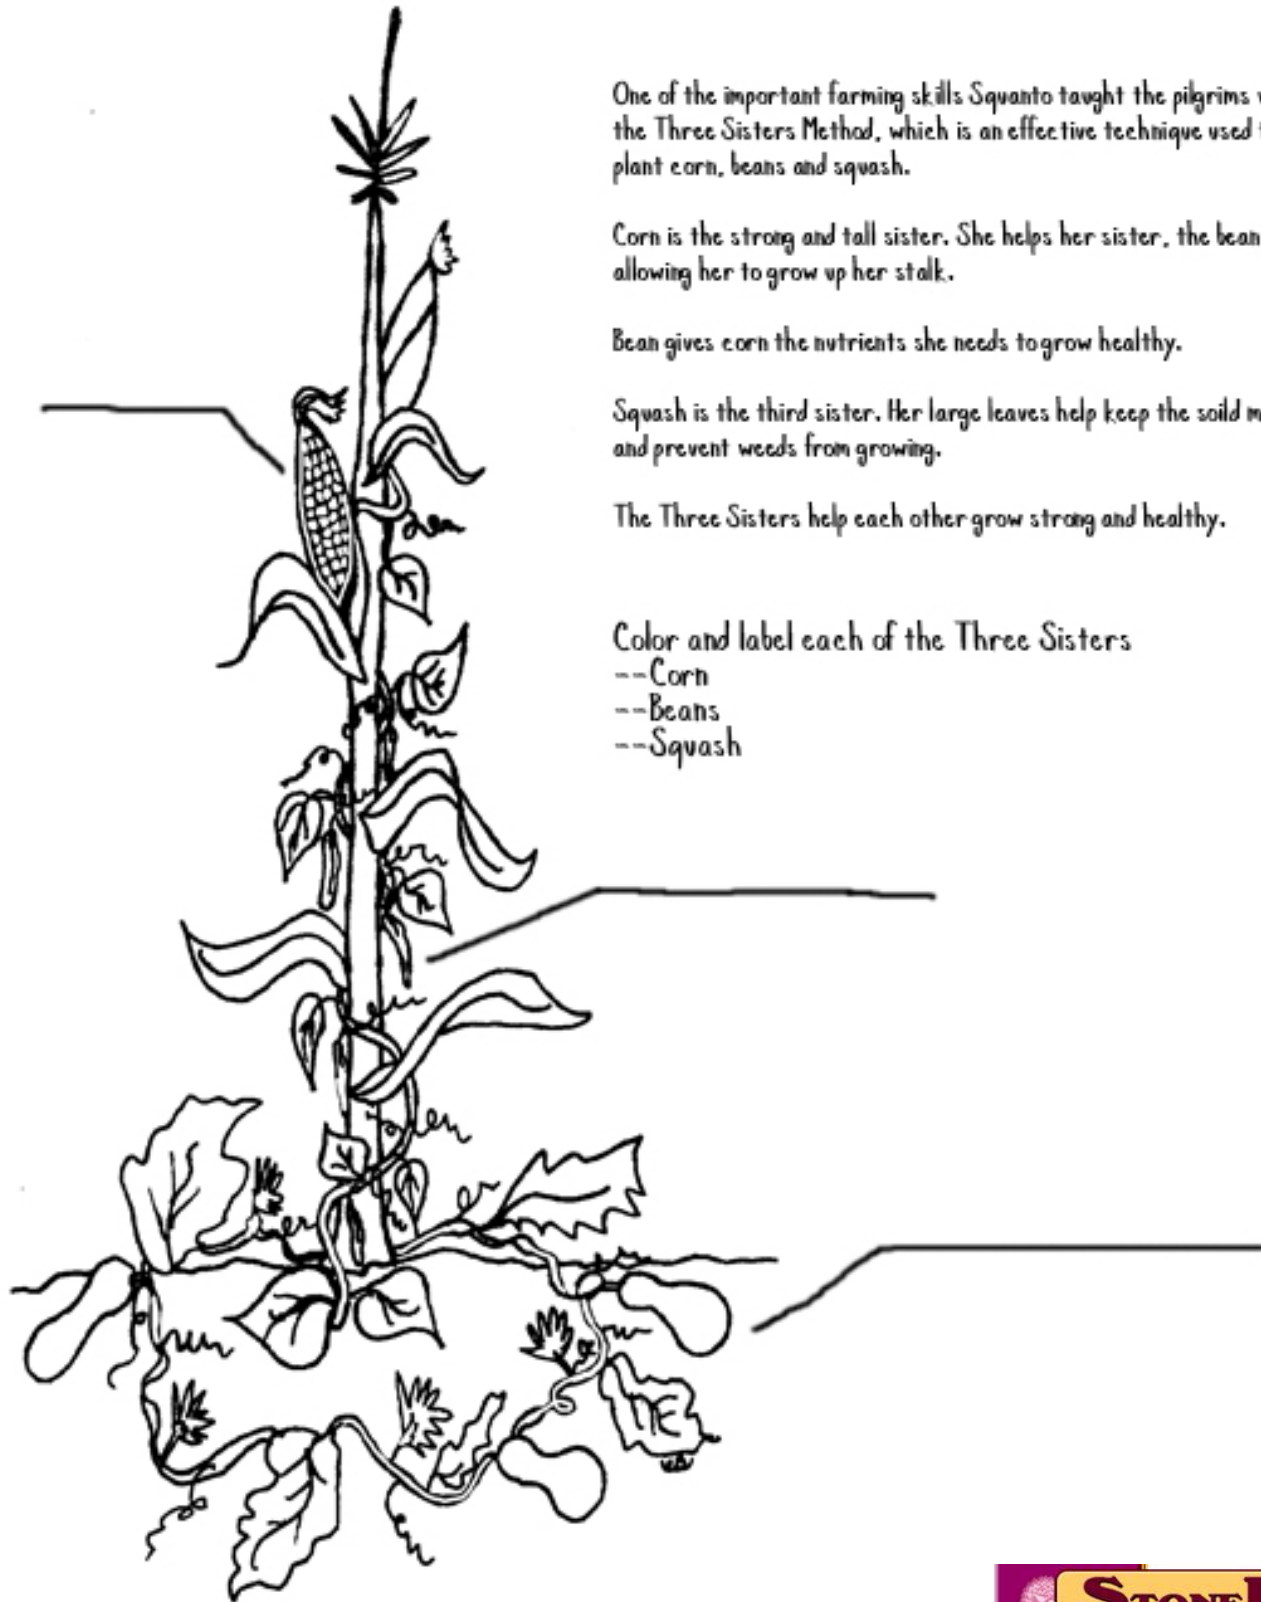 One of the important farming skills Squanto taught the pilgrims
the Three Sisters Method, which is an effective technique used
plant corn, beans and squash.
Corn is the strong and tall sister. She helps her sister, the bean
allowing her to grow up her stalk.
Bean gives corn the nutrients she needs to grow healthy.
Squash is the third sister. Her large leaves help keep the soild
and prevent weeds from growing.
The Three Sisters help each other grow strong and healthy.
Color and label each of the Three Sisters
--Corn
--Beans
--Squash
STONE